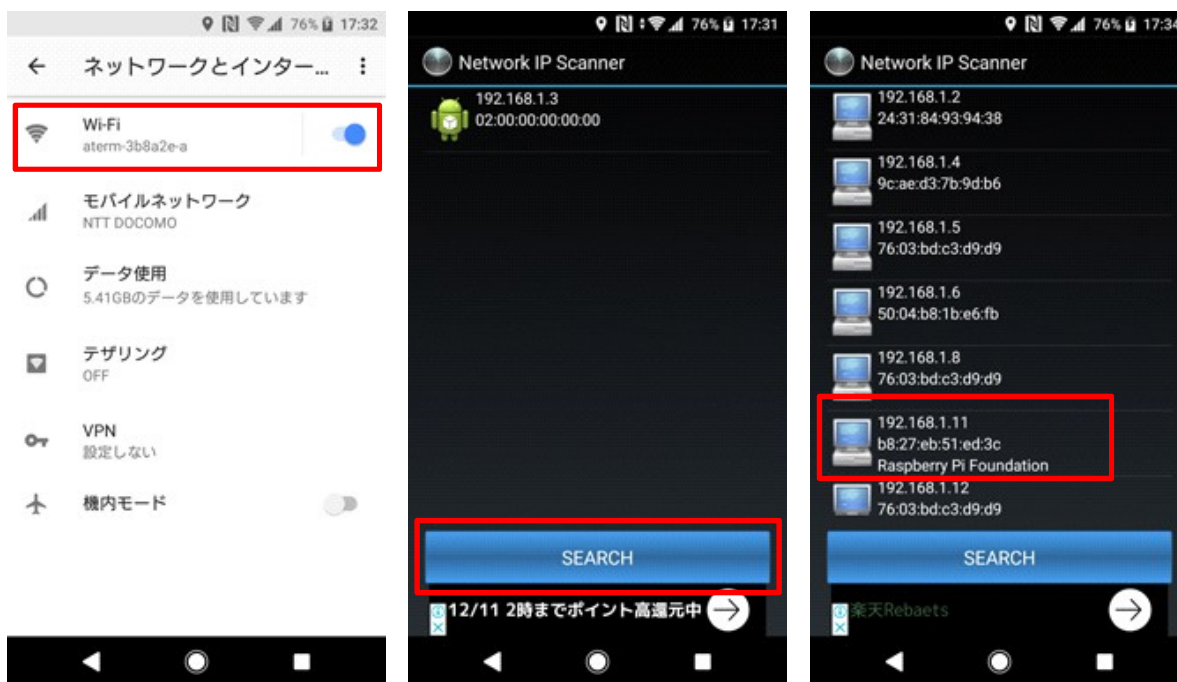 76% 17:32
ネットワークとインター...
Wi-Fi
aterm-3b8a2e-a
モバイルネットワーク
NTT DOCOMO
データ使用
5.41GBのデータを使用しています
テザリング
OFF
VPN
設定しない
機内モード
76% 17:31
Network IP Scanner
192.168.1.3
02:00:00:00:00:00
SEARCH
12/11 2時までポイント高還元中
76% 17:34
Network IP Scanner
192.168.1.2
24:31:84:93:94:38
192.168.1.4
9c:ae:d3:7b:9d:b6
192.168.1.5
76:03:bd:c3:d9:d9
192.168.1.6
50:04:b8:1b:e6:fb
192.168.1.8
76:03:bd:c3:d9:d9
192.168.1.11
b8:27:eb:51:ed:3c
Raspberry Pi Foundation
192.168.1.12
76:03:bd:c3:d9:d9
SEARCH
楽天Rebaets